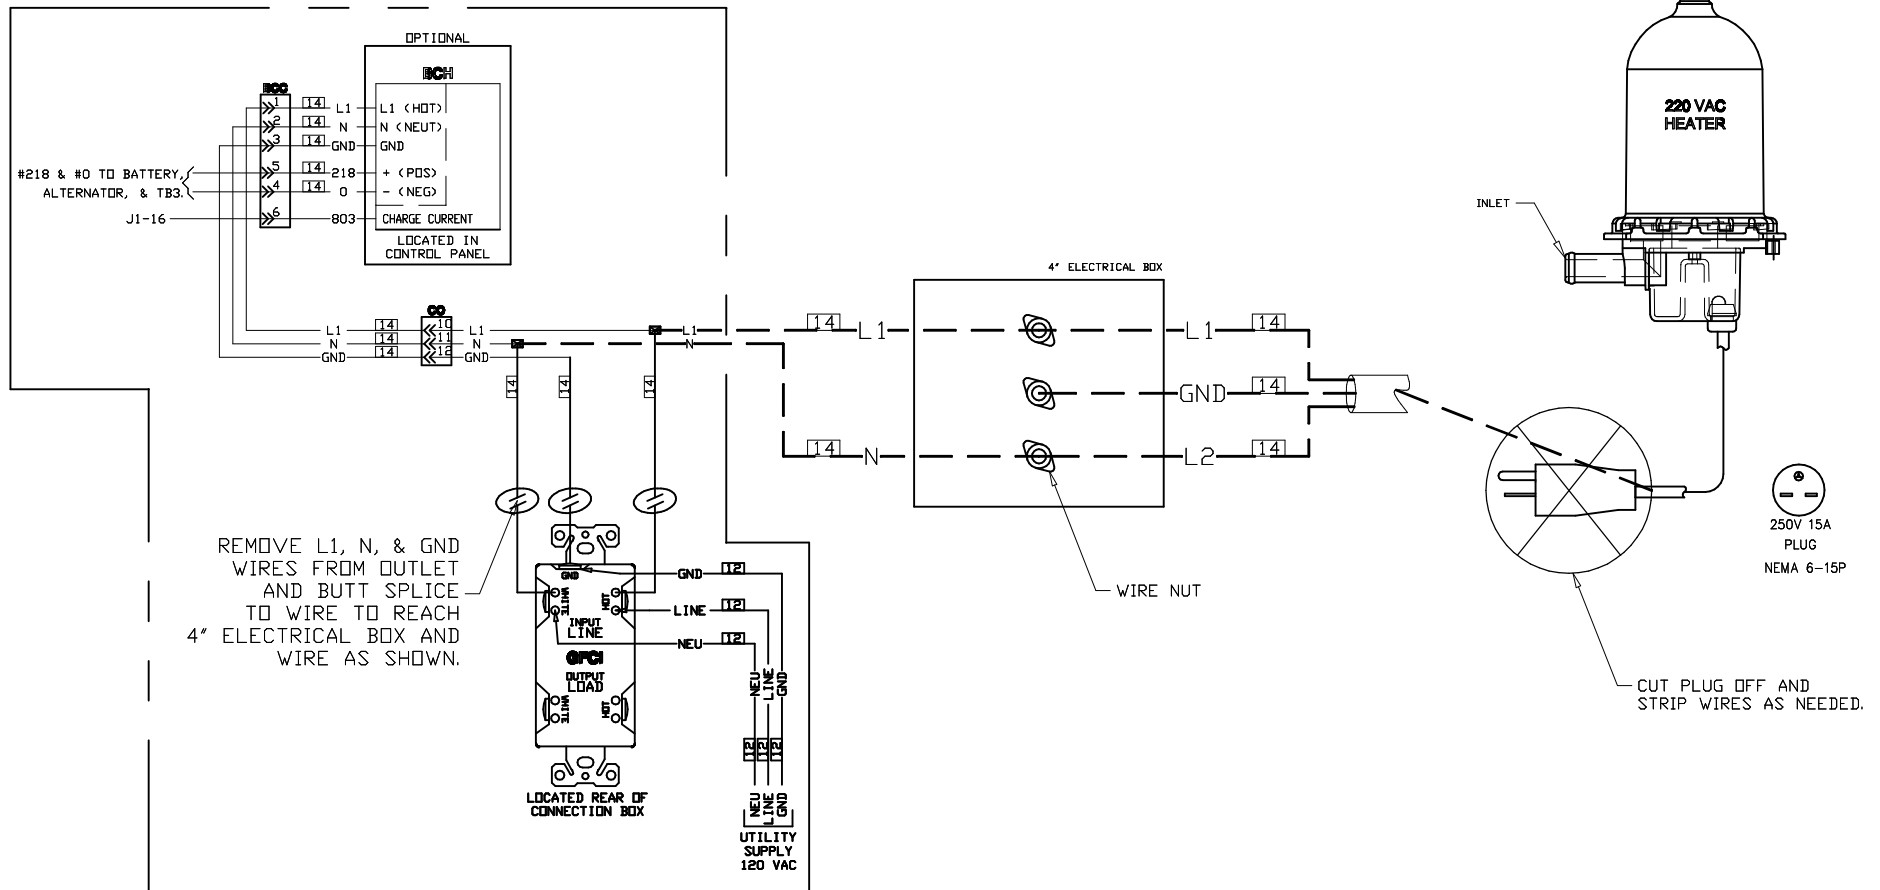 OPTIONAL
BCH
BCC
1 14 L1 L1 (HOT)
2 14 N N (NEUT)
3 14 GND GND
5 14 218 + (POS)
4 14 0 - (NEG)
6 803 CHARGE CURRENT
#218 & #0 TO BATTERY,
ALTERNATOR, & TB3.
J1-16
LOCATED IN
CONTROL PANEL
CC
L1 14 10 L1
N 14 11 N
GND 14 12 GND
L1
N
14
14
14
REMOVE L1, N, & GND
WIRES FROM OUTLET
AND BUTT SPLICE
TO WIRE TO REACH
4" ELECTRICAL BOX AND
WIRE AS SHOWN.
GND
WHITE
HOT
INPUT
LINE
GFCI
OUTPUT
LOAD
WHITE
HOT
LOCATED REAR OF
CONNECTION BOX
GND 12
LINE 12
NEU 12
NEU LINE GND
12 12 12
NEU LINE GND
UTILITY
SUPPLY
120 VAC
4" ELECTRICAL BOX
14 L1 L1 14
GND 14
14 N L2 14
WIRE NUT
220 VAC
HEATER
INLET
250V 15A
PLUG
NEMA 6-15P
CUT PLUG OFF AND
STRIP WIRES AS NEEDED.